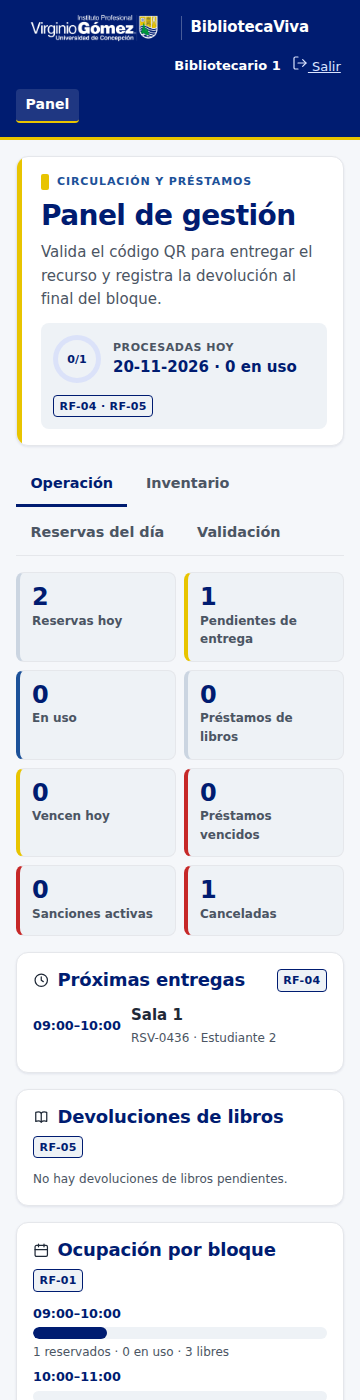 Instituto Profesional
VirginioGómez
Universidad de Concepción
BibliotecaViva
Bibliotecario 1
Salir
Panel
CIRCULACIÓN Y PRÉSTAMOS
Panel de gestión
Valida el código QR para entregar el
recurso y registra la devolución al
final del bloque.
0/1
PROCESADAS HOY
20-11-2026 · 0 en uso
RF-04 · RF-05
Operación
Inventario
Reservas del día
Validación
2
Reservas hoy
1
Pendientes de
entrega
0
En uso
0
Préstamos de
libros
0
Vencen hoy
0
Préstamos
vencidos
0
Sanciones activas
1
Canceladas
Próximas entregas
RF-04
09:00–10:00
Sala 1
RSV-0436 · Estudiante 2
Devoluciones de libros
RF-05
No hay devoluciones de libros pendientes.
Ocupación por bloque
RF-01
09:00–10:00
1 reservados · 0 en uso · 3 libres
10:00–11:00